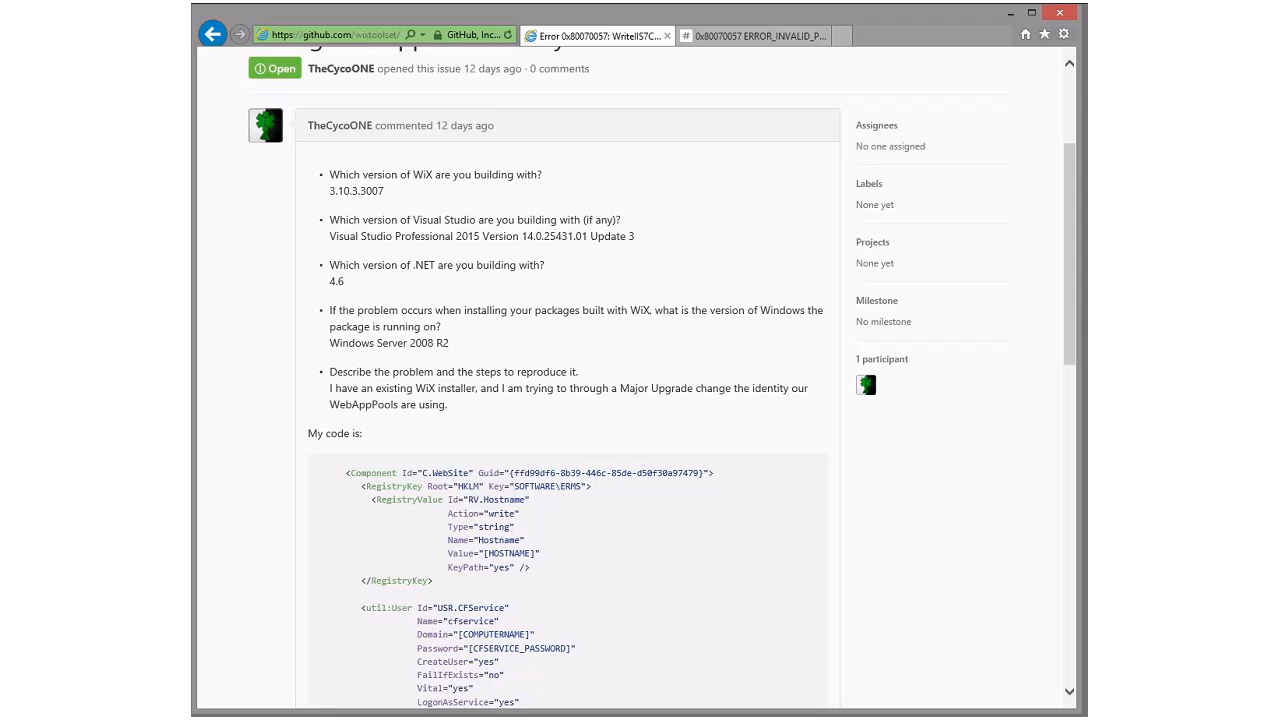 https://github.com/wixtoolset/
GitHub, Inc...
Error 0x80070057: WriteIIS7C...
0x80070057 ERROR_INVALID_P...
Open
TheCycoONE opened this issue 12 days ago · 0 comments
TheCycoONE commented 12 days ago
• Which version of WiX are you building with?
3.10.3.3007
• Which version of Visual Studio are you building with (if any)?
Visual Studio Professional 2015 Version 14.0.25431.01 Update 3
• Which version of .NET are you building with?
4.6
• If the problem occurs when installing your packages built with WiX, what is the version of Windows the
package is running on?
Windows Server 2008 R2
• Describe the problem and the steps to reproduce it.
I have an existing WiX installer, and I am trying to through a Major Upgrade change the identity our
WebAppPools are using.
My code is:
<Component Id="C.WebSite" Guid="{ffd99df6-8b39-446c-85de-d50f30a97479}">
<RegistryKey Root="HKLM" Key="SOFTWARE\ERMS">
<RegistryValue Id="RV.Hostname"
Action="write"
Type="string"
Name="Hostname"
Value="[HOSTNAME]"
KeyPath="yes" />
</RegistryKey>
<util:User Id="USR.CFService"
Name="cfservice"
Domain="[COMPUTERNAME]"
Password="[CFSERVICE_PASSWORD]"
CreateUser="yes"
FailIfExists="no"
Vital="yes"
LogonAsService="yes"
Assignees
No one assigned
Labels
None yet
Projects
None yet
Milestone
No milestone
1 participant